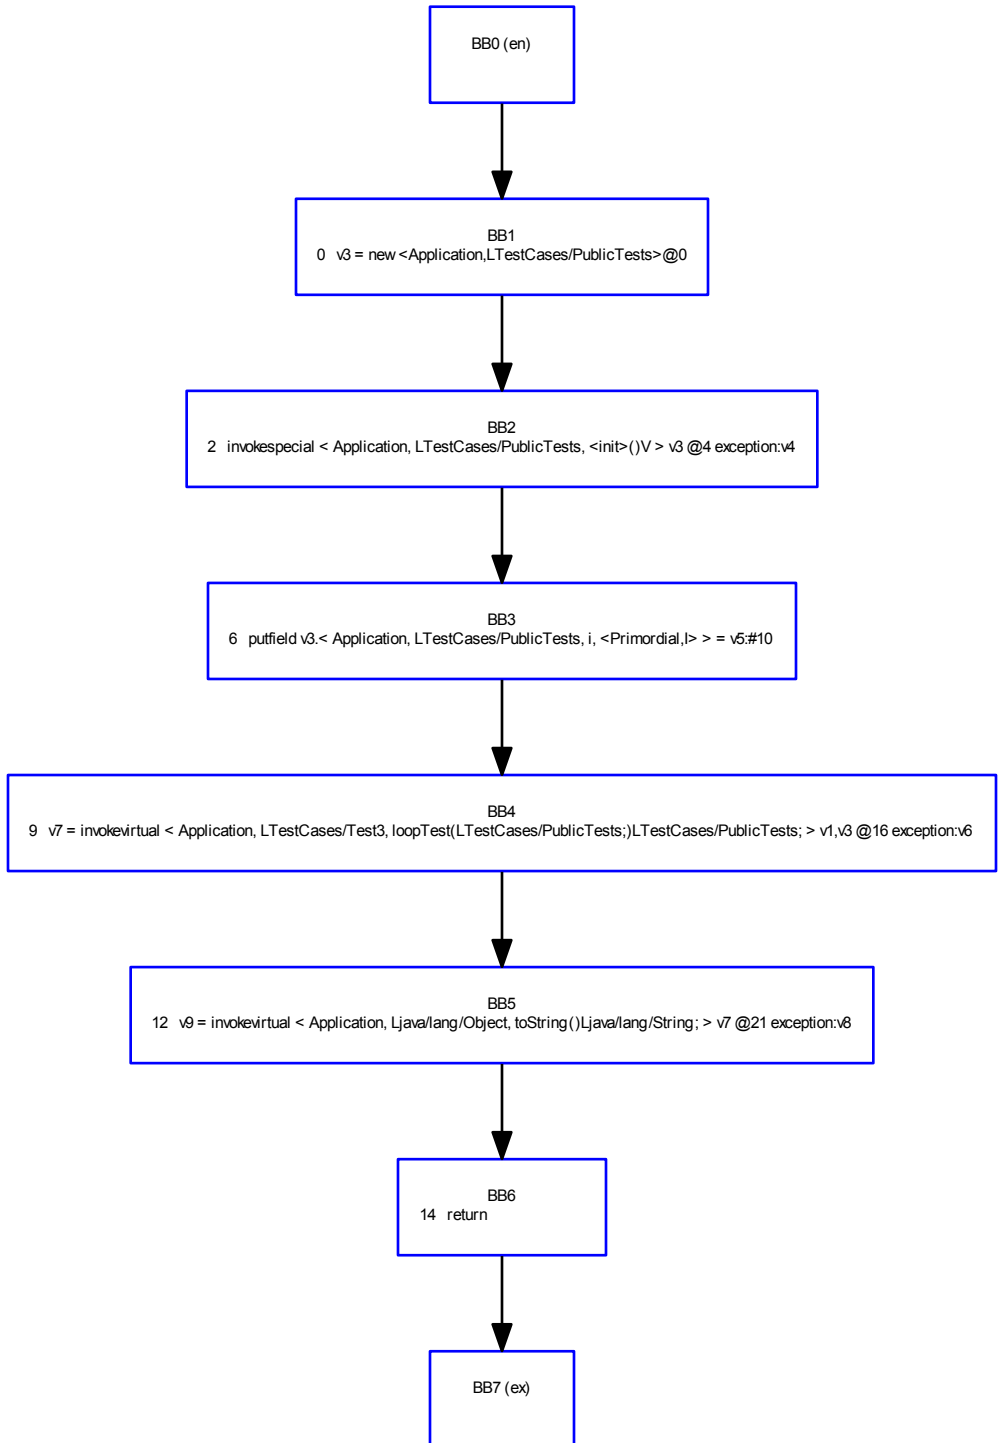 BB0 (en)
BB1
0 v3 = new <Application,LTestCases/PublicTests>@0
BB2
2 invokespecial < Application, LTestCases/PublicTests, <init>()V > v3 @4 exception:v4
BB3
6 putfield v3.< Application, LTestCases/PublicTests, i, <Primordial,I> > = v5:#10
BB4
9 v7 = invokevirtual < Application, LTestCases/Test3, loopTest(LTestCases/PublicTests;)LTestCases/PublicTests; > v1,v3 @16 exception:v6
BB5
12 v9 = invokevirtual < Application, Ljava/lang/Object, toString()Ljava/lang/String; > v7 @21 exception:v8
BB6
14 return
BB7 (ex)